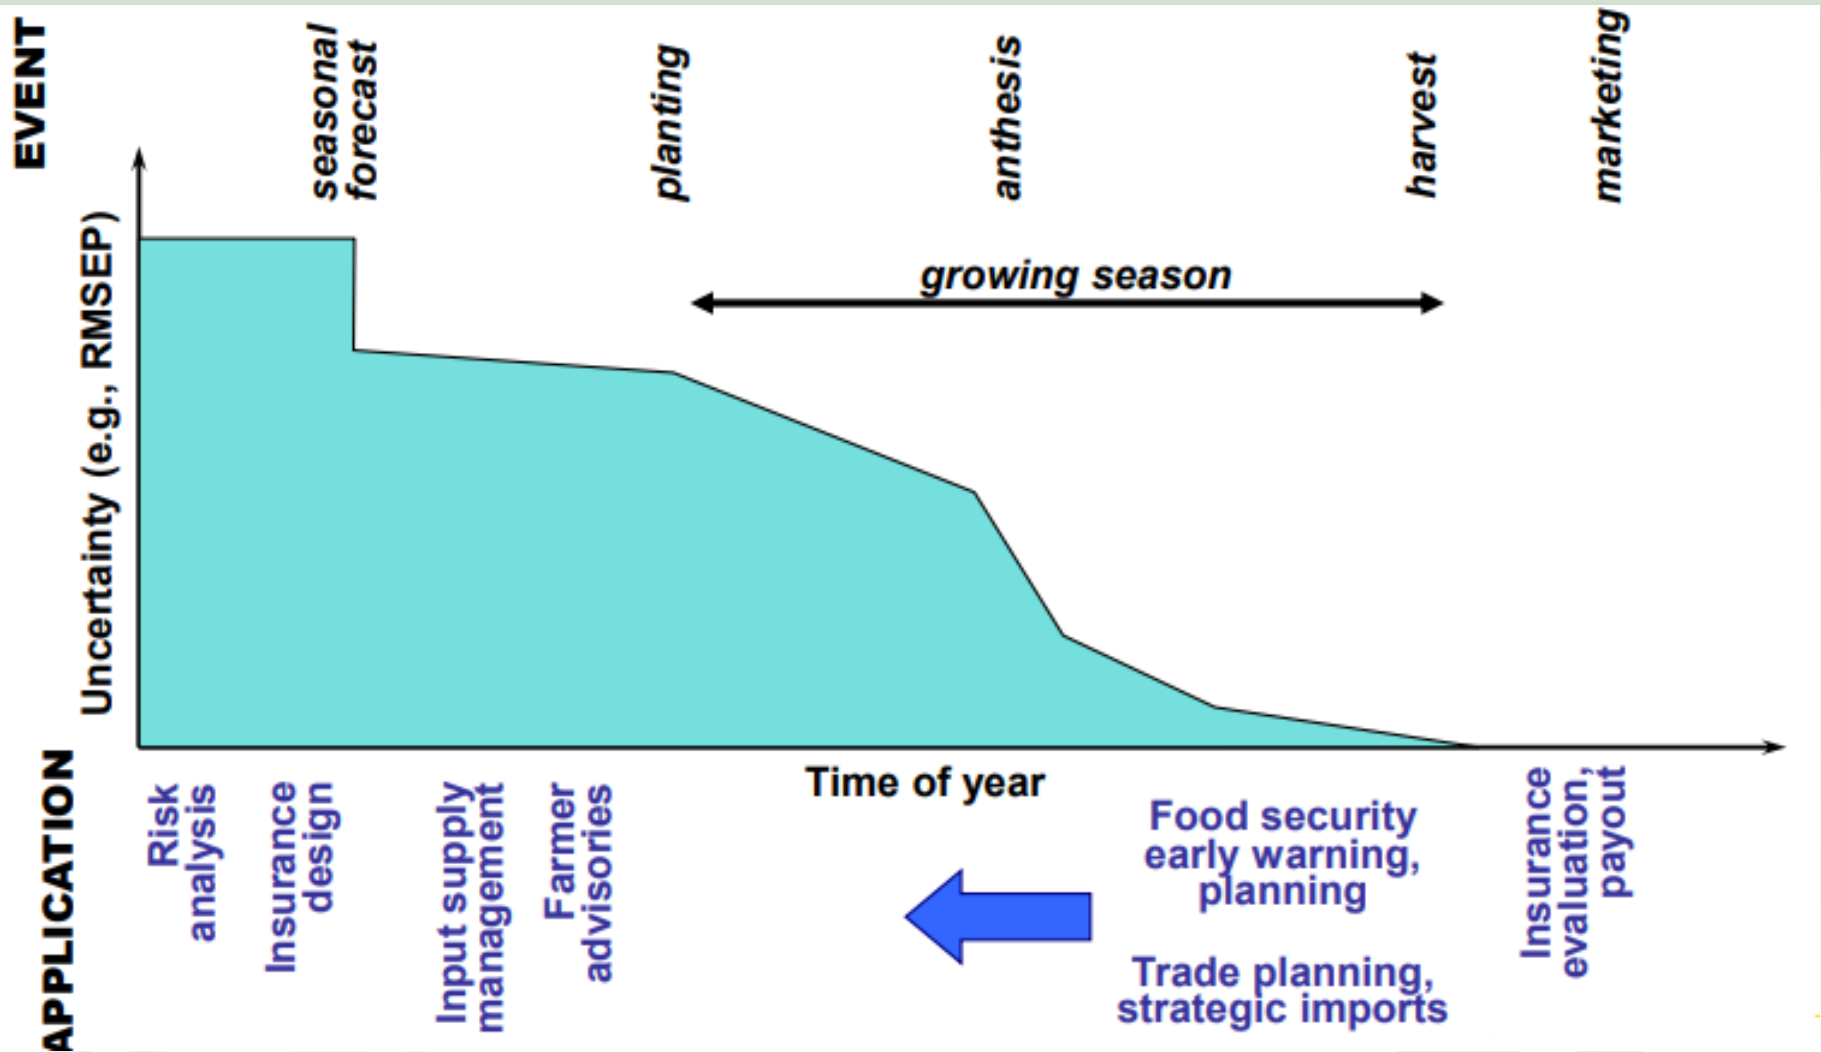 EVENT
seasonal
forecast
planting
anthesis
harvest
marketing
growing season
Uncertainty (e.g., RMSEP)
Time of year
APPLICATION
Risk
analysis
Insurance
design
Input supply
management
Farmer
advisories
Food security
early warning,
planning
Trade planning,
strategic imports
Insurance
evaluation,
payout